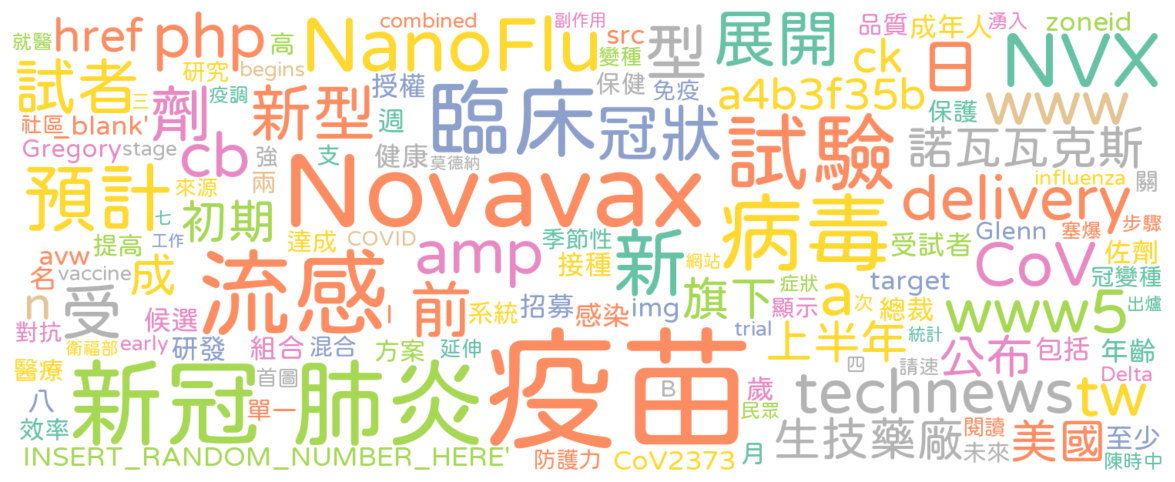 就醫 href php 高 combined 副作用 src 型 展開 品質 成年人 湧入 zoneid
試者 三 研究 begins NanoFlu 變種 ck 日 NVX
疫調 授權 保健 免疫 a4b3f35b www 保護
社區 _blank' 劑 新型 週 臨床 冠狀 試驗 諾瓦瓦克斯
Gregory stage cb 強 支 健康 莫德納 influenza 關
預計 來源 兩 Novavax 病毒 delivery
七 初期 步驟
提高 工作 達成 COVID amp 季節性 新 受試者 Glenn 塞爆 佐劑
avw 名 vaccine 成 流感 接種 網站 CoV 冠變種
n 受 l 前 旗下 症狀 a 次 target
對抗 候選 系統 招募 感染 img 顯示 總裁 www5 出爐
衛福部 early 研發 組合 混合 方案 延伸 trial 上半年 統計 公布 包括 年齡
醫療 新冠 首圖 肺炎 疫苗 四 請速 Delta
八 單一 B 歲 technews tw
效率 民眾 生技藥廠 閱讀 美國 至少
INSERT_RANDOM_NUMBER_HERE' 防護力 CoV2373 月 未來 陳時中